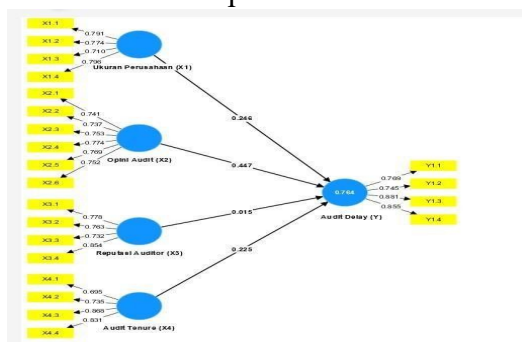 X1.1
X1.2
X1.3
X1.4
0.791
0.774
0.710
0.796
Ukuran Perusahaan (X1)
X2.1
X2.2
X2.3
X2.4
X2.5
X2.6
0.741
0.737
0.753
0.774
0.769
0.752
Opini Audit (X2)
X3.1
X3.2
X3.3
X3.4
0.778
0.763
0.732
0.854
Reputasi Auditor (X3)
X4.1
X4.2
X4.3
X4.4
0.695
0.735
0.868
0.831
Audit Tenure (X4)
0.246
0.447
0.015
0.225
0.764
Audit Delay (Y)
0.789
0.745
0.881
0.855
Y1.1
Y1.2
Y1.3
Y1.4